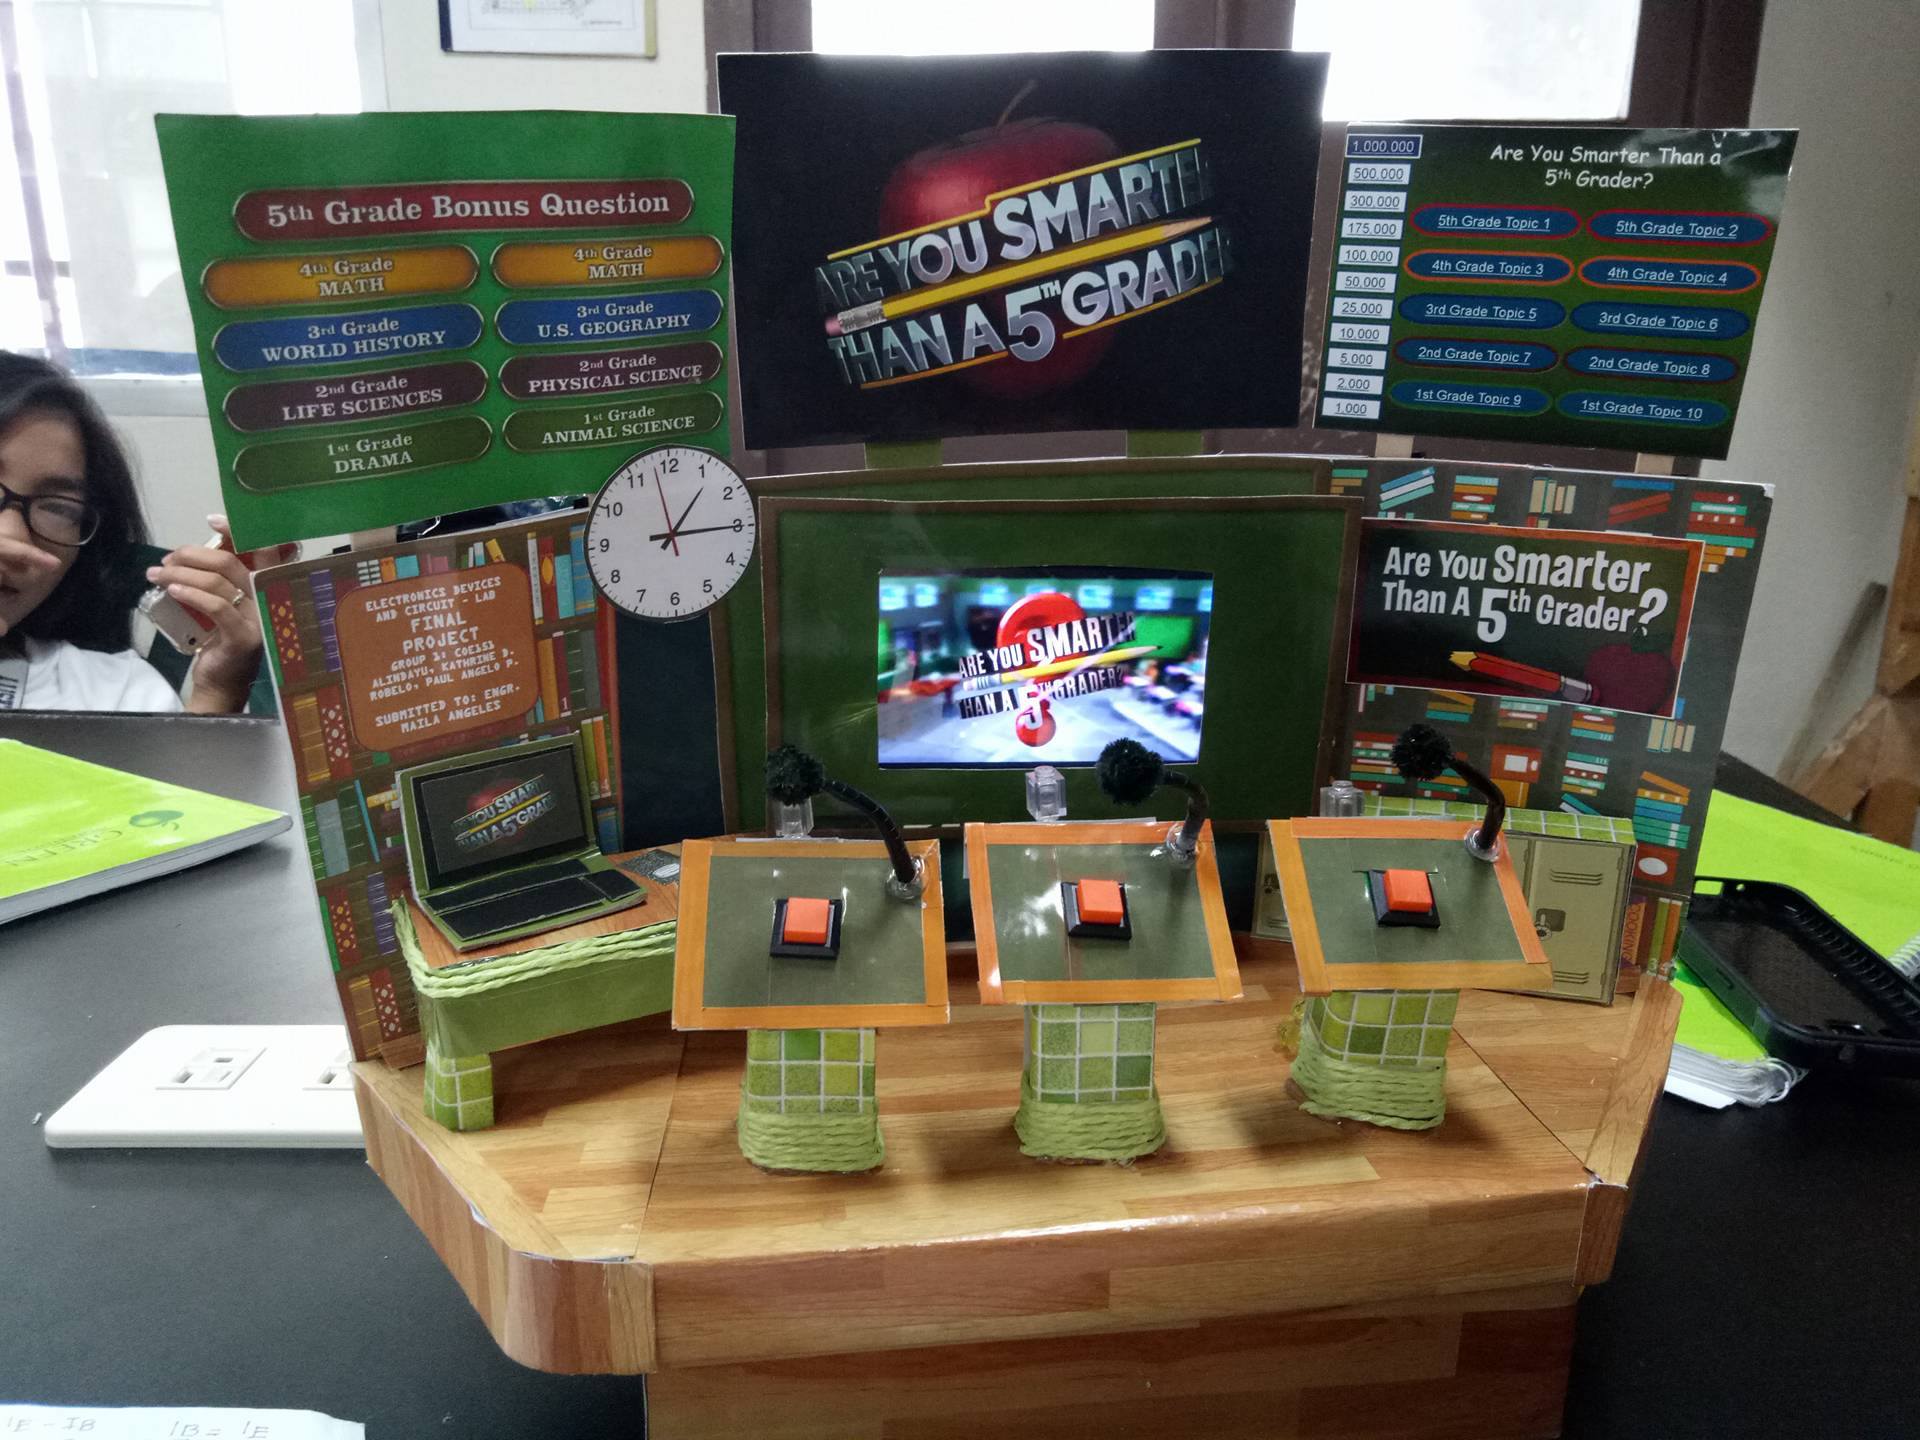 5th Grade Bonus Question
4th Grade
MATH
4th Grade
MATH
3rd Grade
WORLD HISTORY
3rd Grade
U.S. GEOGRAPHY
2nd Grade
LIFE SCIENCES
2nd Grade
PHYSICAL SCIENCE
1st Grade
DRAMA
1st Grade
ANIMAL SCIENCE
ARE YOU SMARTER
THAN A 5TH GRADER
1,000,000
500,000
300,000
175,000
100,000
50,000
25,000
10,000
5,000
2,000
1,000
Are You Smarter Than a
5th Grader?
5th Grade Topic 1
5th Grade Topic 2
4th Grade Topic 3
4th Grade Topic 4
3rd Grade Topic 5
3rd Grade Topic 6
2nd Grade Topic 7
2nd Grade Topic 8
1st Grade Topic 9
1st Grade Topic 10
12
1
2
3
4
5
6
7
8
9
10
11
ELECTRONICS DEVICES
AND CIRCUIT - LAB
FINAL
PROJECT
GROUP 3: COE151
ALINDAYU, KATHRINE D.
ROBELO, PAUL ANGELO P.
SUBMITTED TO: ENGR.
MAILA ANGELES
ARE YOU SMARTER
THAN A
5TH GRADER?
Are You Smarter
Than A 5th Grader?
YOU SMART
THAN A 5TH GRAD
GREEN
COOKING
IE - IB
IB = IE